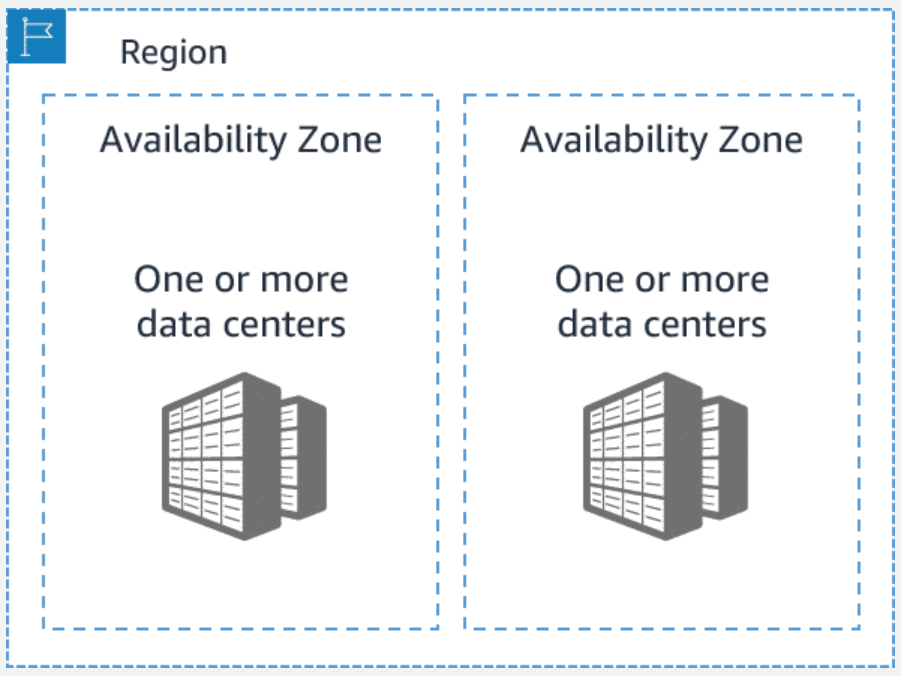 Region
Availability Zone
One or more
data centers
Availability Zone
One or more
data centers